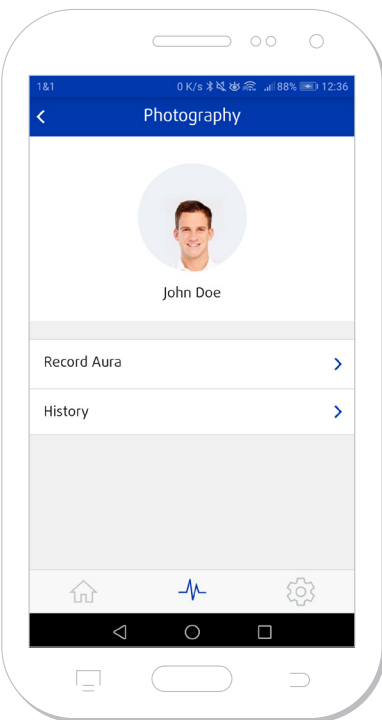 1&1 0 K/s 88% 12:36
Photography
John Doe
Record Aura
History